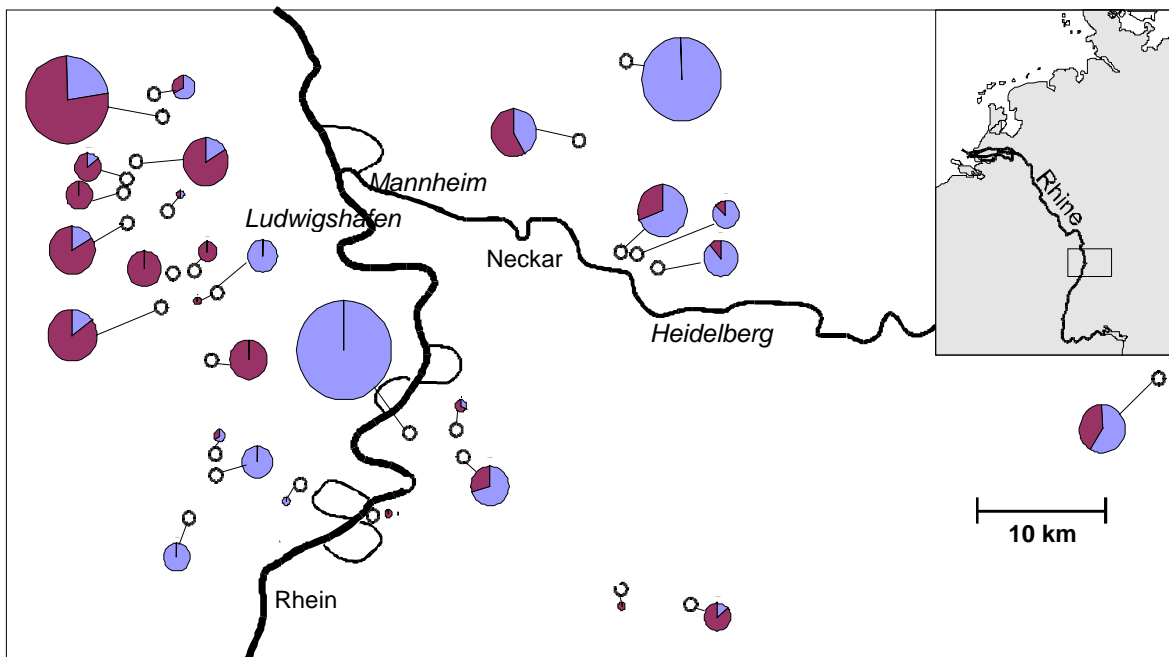 Mannheim
Ludwigshafen
Neckar
Rhine
Heidelberg
10 km
Rhein